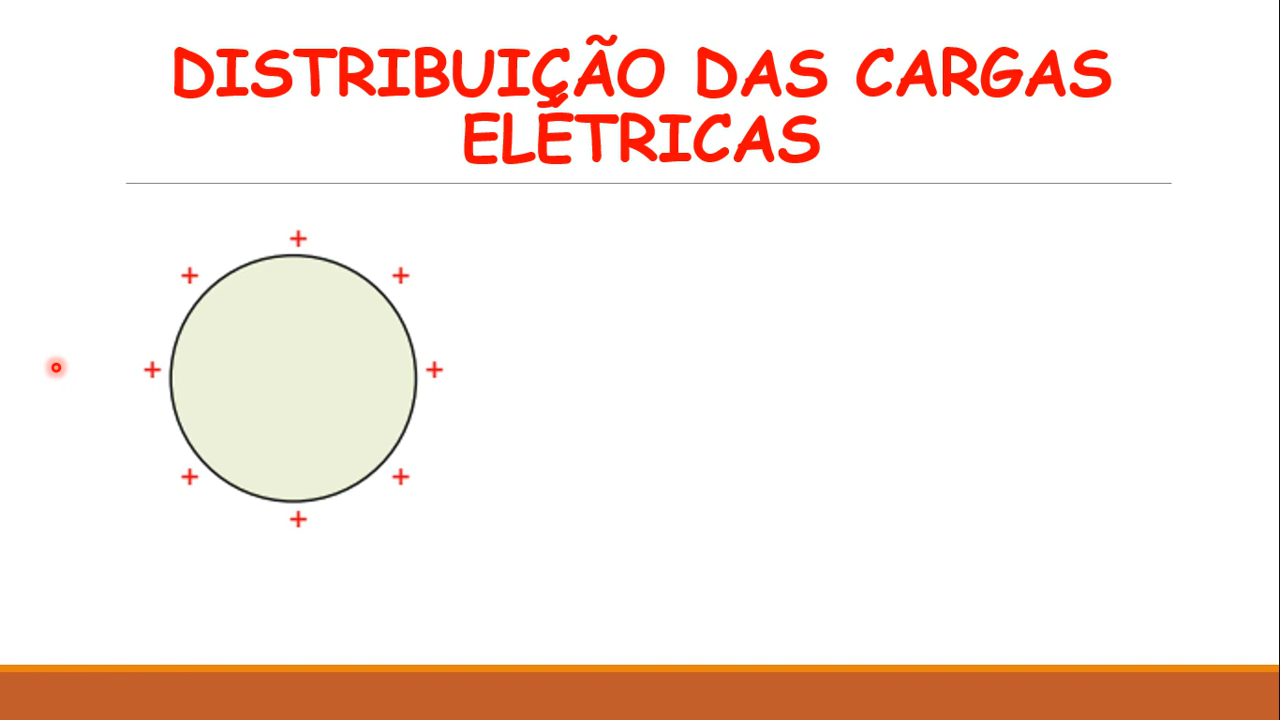 DISTRIBUIÇÃO DAS CARGAS
ELÉTRICAS
+
+ +
+ +
+ +
+